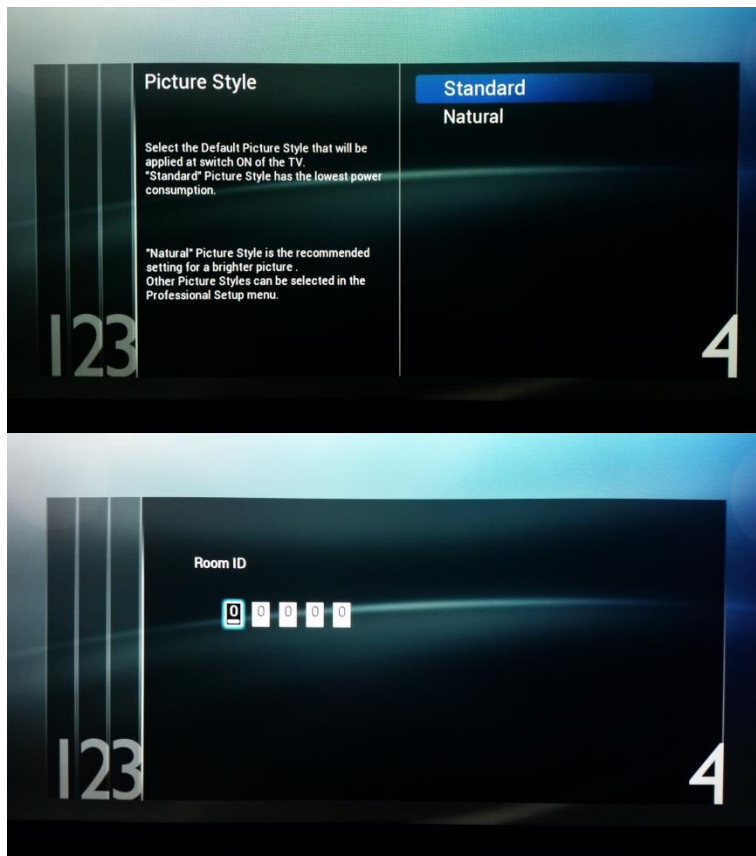 Picture Style
Standard
Natural
Select the Default Picture Style that will be
applied at switch ON of the TV.
"Standard" Picture Style has the lowest power
consumption.
"Natural" Picture Style is the recommended
setting for a brighter picture .
Other Picture Styles can be selected in the
Professional Setup menu.
123
4
Room ID
0 0 0 0 0
123
4